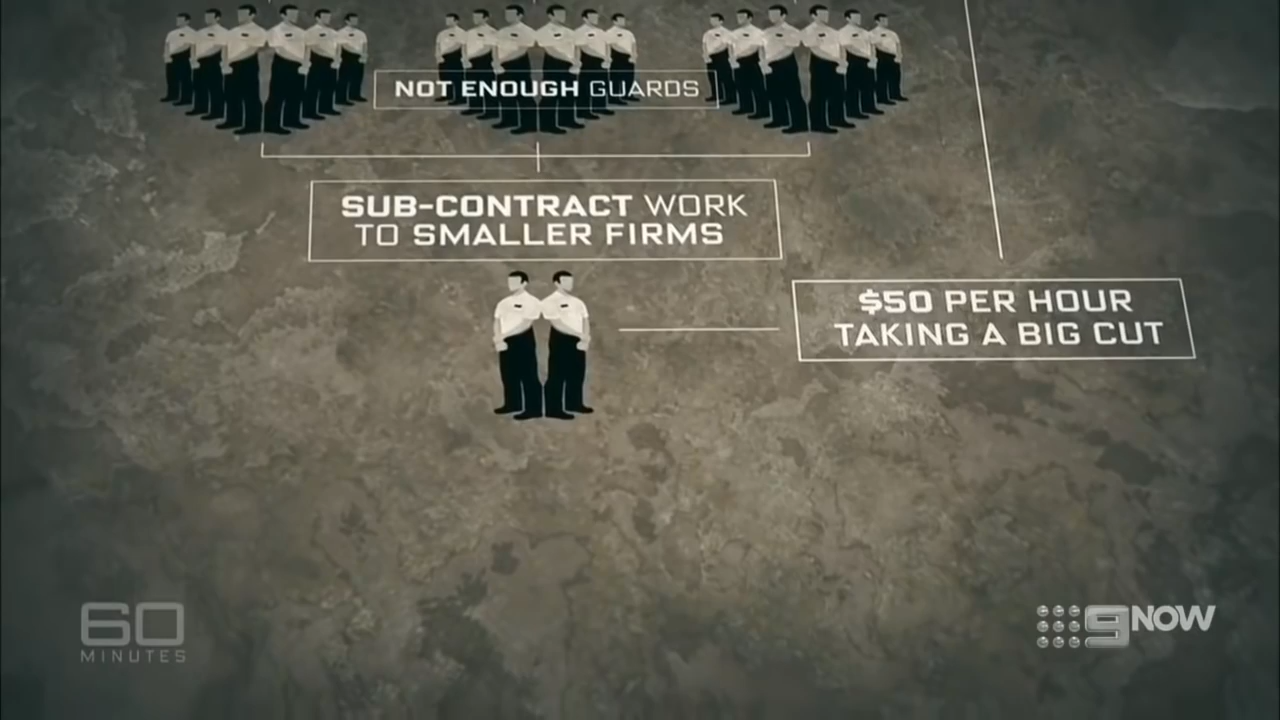 NOT ENOUGH GUARDS
SUB-CONTRACT WORK
TO SMALLER FIRMS
$50 PER HOUR
TAKING A BIG CUT
60
MINUTES
9NOW